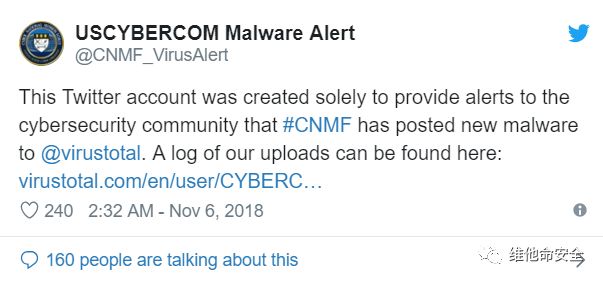 USCYBERCOM Malware Alert
@CNMF_VirusAlert
This Twitter account was created solely to provide alerts to the
cybersecurity community that #CNMF has posted new malware
to @virustotal. A log of our uploads can be found here:
virustotal.com/en/user/CYBERC…
240 2:32 AM - Nov 6, 2018
160 people are talking about this
维他命安全